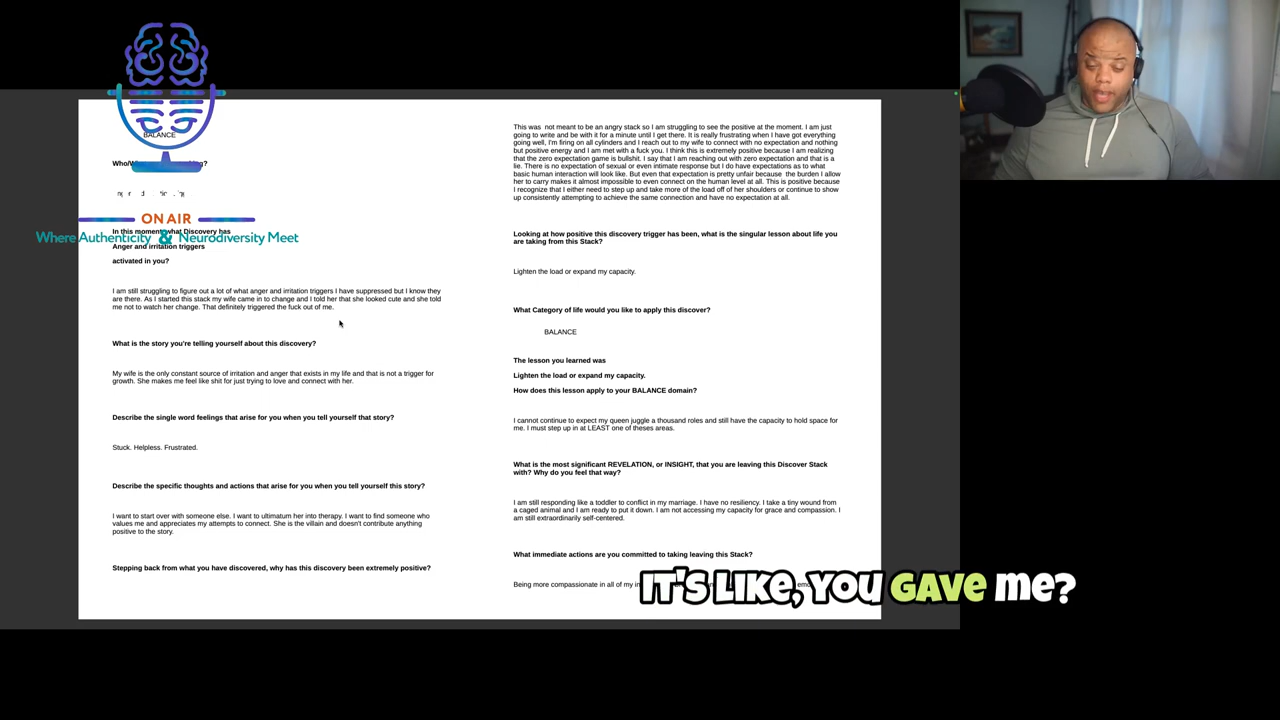 BALANCE
ON AIR
In this moment what Discovery has
Where Authenticity & Neurodiversity Meet
Anger and irritation triggers
activated in you?
I am still struggling to figure out a lot of what anger and irritation triggers I have suppressed but I know they
are there. As I started this stack my wife came in to change and I told her that she looked cute and she told
me not to watch her change. That definitely triggered the fuck out of me.
What is the story you're telling yourself about this discovery?
My wife is the only constant source of irritation and anger that exists in my life and that is not a trigger for
growth. She makes me feel like shit for just trying to love and connect with her.
Describe the single word feelings that arise for you when you tell yourself that story?
Stuck. Helpless. Frustrated.
Describe the specific thoughts and actions that arise for you when you tell yourself this story?
I want to start over with someone else. I want to ultimatum her into therapy. I want to find someone who
values me and appreciates my attempts to connect. She is the villain and doesn't contribute anything
positive to the story.
Stepping back from what you have discovered, why has this discovery been extremely positive?
This was not meant to be an angry stack so I am struggling to see the positive at the moment. I am just
going to write and be with it for a minute until I get there. It is really frustrating when I have got everything
going well, I'm firing on all cylinders and I reach out to my wife to connect with no expectation and nothing
but positive energy and I am met with a fuck you. I think this is extremely positive because I am realizing
that the zero expectation game is bullshit. I say that I am reaching out with zero expectation and that is a
lie. There is no expectation of sexual or even intimate response but I do have expectations as to what
basic human interaction will look like. But even that expectation is pretty unfair because the burden I allow
her to carry makes it almost impossible to even connect on the human level at all. This is positive because
I recognize that I either need to step up and take more of the load off of her shoulders or continue to show
up consistently attempting to achieve the same connection and have no expectation at all.
Looking at how positive this discovery trigger has been, what is the singular lesson about life you
are taking from this Stack?
Lighten the load or expand my capacity.
What Category of life would you like to apply this discover?
BALANCE
The lesson you learned was
Lighten the load or expand my capacity.
How does this lesson apply to your BALANCE domain?
I cannot continue to expect my queen juggle a thousand roles and still have the capacity to hold space for
me. I must step up in at LEAST one of theses areas.
What is the most significant REVELATION, or INSIGHT, that you are leaving this Discover Stack
with? Why do you feel that way?
I am still responding like a toddler to conflict in my marriage. I have no resiliency. I take a tiny wound from
a caged animal and I am ready to put it down. I am not accessing my capacity for grace and compassion. I
am still extraordinarily self-centered.
What immediate actions are you committed to taking leaving this Stack?
Being more compassionate in all of my
IT'S LIKE, YOU GAVE ME?